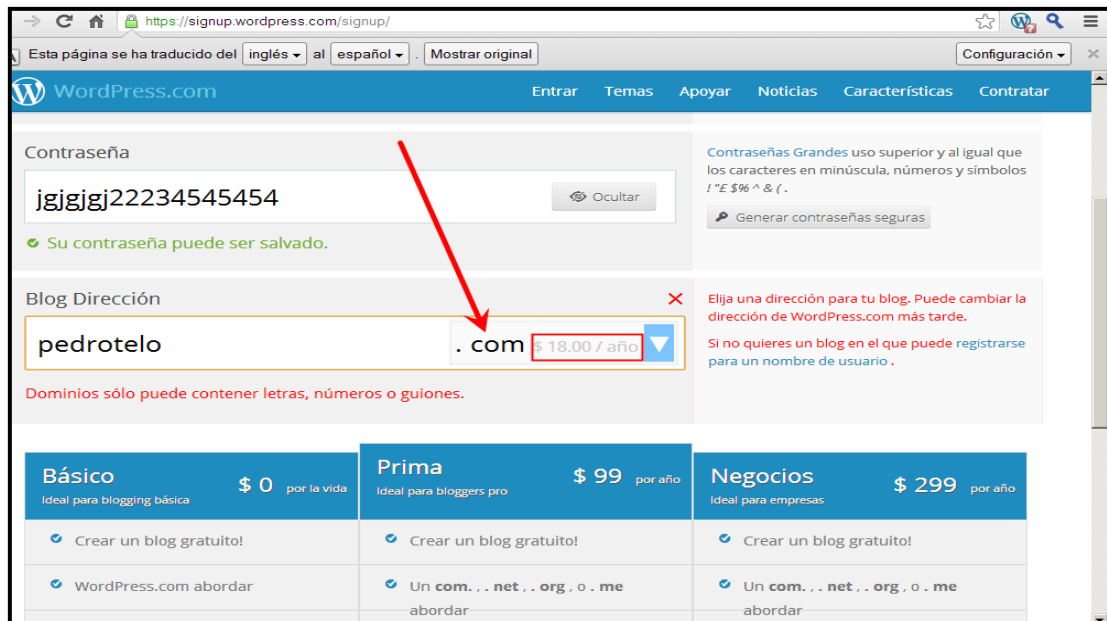 https://signup.wordpress.com/signup/
Esta página se ha traducido del inglés al español . Mostrar original Configuración
WordPress.com Entrar Temas Apoyar Noticias Características Contratar
Contraseña
jgjgjgj22234545454 Ocultar
Su contraseña puede ser salvado.
Contraseñas Grandes uso superior y al igual que
los caracteres en minúscula, números y símbolos
! "£ $% ^ & ( .
Generar contraseñas seguras
Blog Dirección
pedrotelo . com $ 18.00 / año
Dominios sólo puede contener letras, números o guiones.
Elija una dirección para tu blog. Puede cambiar la
dirección de WordPress.com más tarde.
Si no quieres un blog en el que puede registrarse
para un nombre de usuario .
Básico $ 0 por la vida
Ideal para blogging básica
Crear un blog gratuito!
WordPress.com abordar
Prima $ 99 por año
Ideal para bloggers pro
Crear un blog gratuito!
Un com. , . net , . org , o . me
abordar
Negocios $ 299 por año
Ideal para empresas
Crear un blog gratuito!
Un com. , . net , . org , o . me
abordar